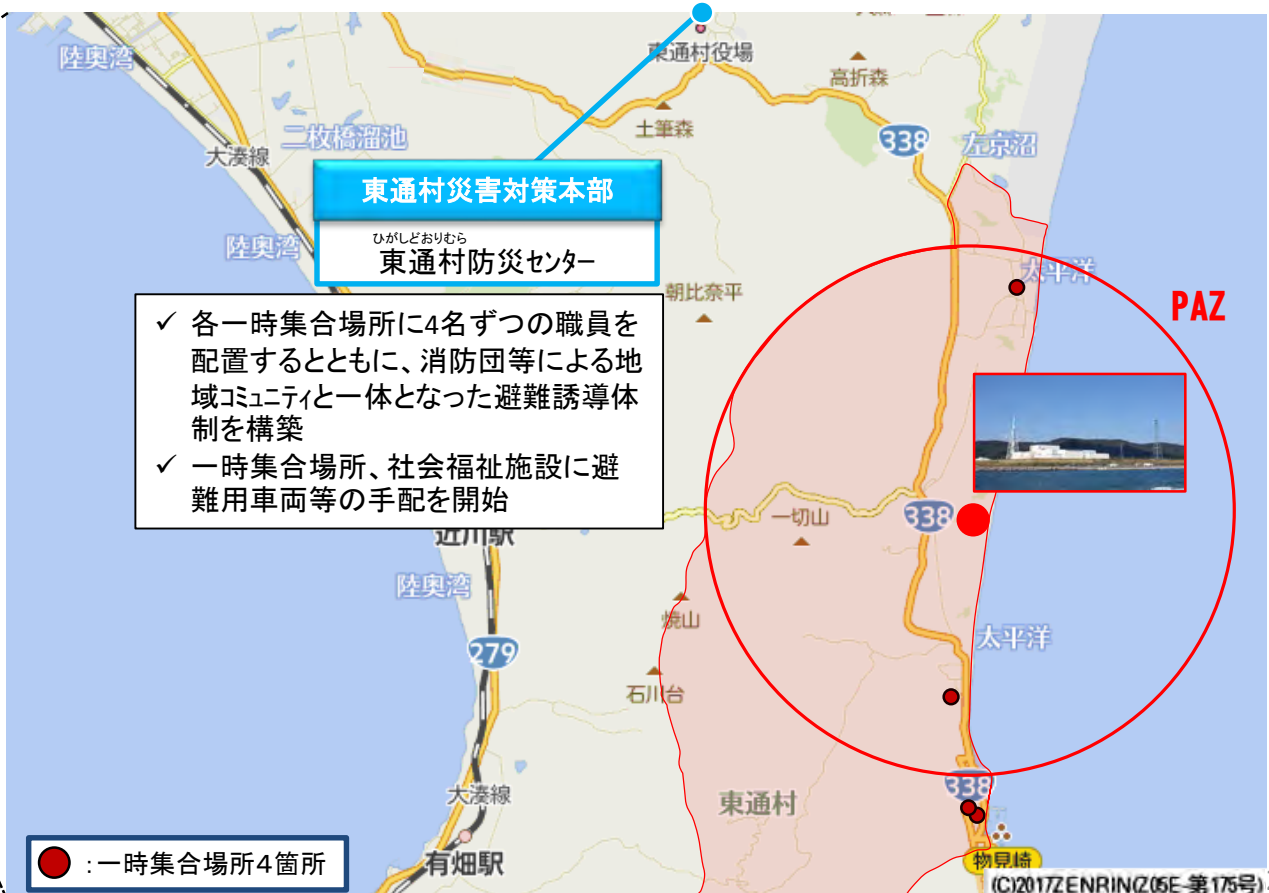 陸奥湾
東通村役場
高折森
土筆森
338
左京沼
二枚橋溜池
大湊線
東通村災害対策本部
ひがしどおりむら
東通村防災センター
陸奥湾
太平洋
朝比奈平
PAZ
✓ 各一時集合場所に4名ずつの職員を
配置するとともに、消防団等による地
域コミュニティと一体となった避難誘導体
制を構築
✓ 一時集合場所、社会福祉施設に避
難用車両等の手配を開始
一切山
338
近川駅
陸奥湾
焼山
太平洋
279
石川台
大湊線
東通村
338
有畑駅
物見崎
:一時集合場所4箇所
(C)2017ZENRIN(Z05E-第175号)